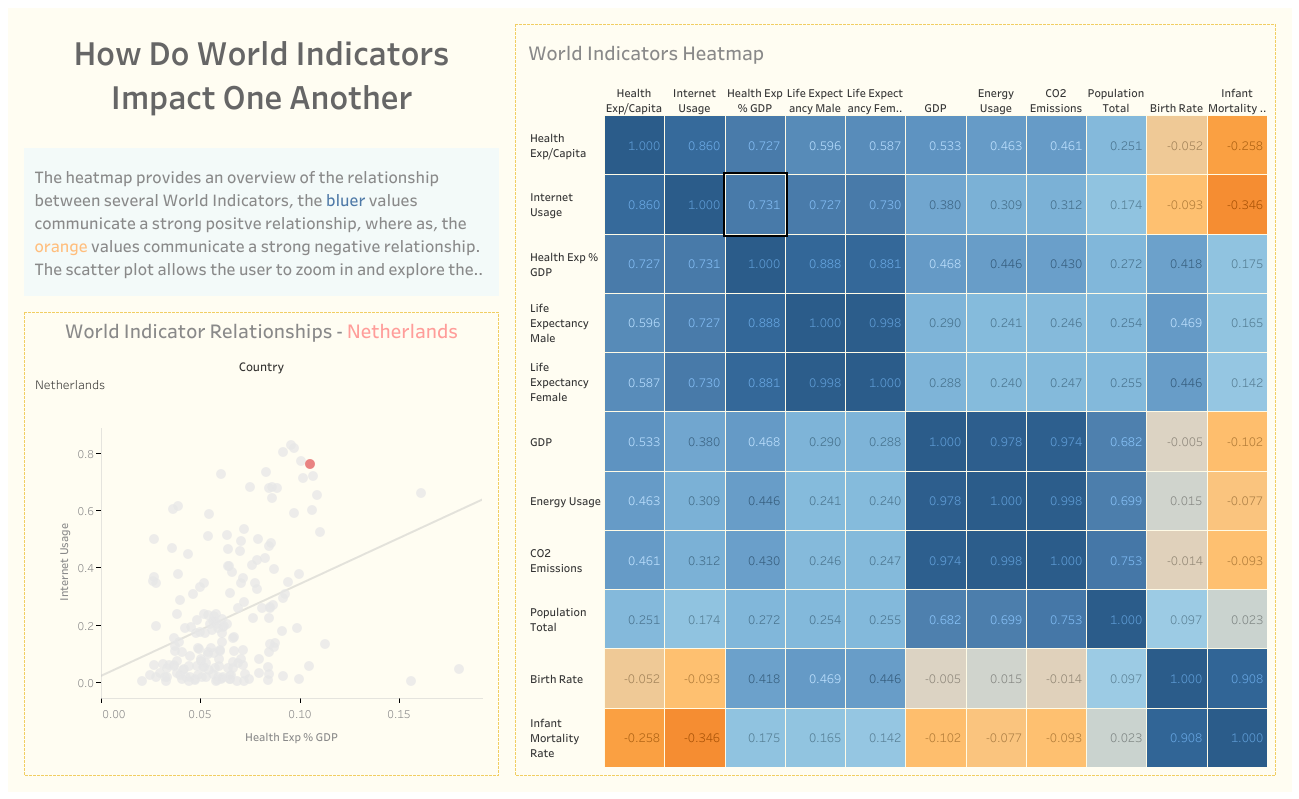 How Do World Indicators
Impact One Another
The heatmap provides an overview of the relationship
between several World Indicators, the bluer values
communicate a strong positve relationship, where as, the
orange values communicate a strong negative relationship.
The scatter plot allows the user to zoom in and explore the..
World Indicator Relationships - Netherlands
Country
Netherlands
0.8
0.6
0.4
0.2
0.0
Internet Usage
0.00 0.05 0.10 0.15
Health Exp % GDP
World Indicators Heatmap
Health Internet Health Exp Life Expect Life Expect Energy CO2 Population Infant
Exp/Capita Usage % GDP ancy Male ancy Fem.. GDP Usage Emissions Total Birth Rate Mortality ..
Health
Exp/Capita
1.000 0.860 0.727 0.596 0.587 0.533 0.463 0.461 0.251 -0.052 -0.258
Internet
Usage
0.860 1.000 0.731 0.727 0.730 0.380 0.309 0.312 0.174 -0.093 -0.346
Health Exp %
GDP
0.727 0.731 1.000 0.888 0.881 0.468 0.446 0.430 0.272 0.418 0.175
Life
Expectancy
Male
0.596 0.727 0.888 1.000 0.998 0.290 0.241 0.246 0.254 0.469 0.165
Life
Expectancy
Female
0.587 0.730 0.881 0.998 1.000 0.288 0.240 0.247 0.255 0.446 0.142
GDP
0.533 0.380 0.468 0.290 0.288 1.000 0.978 0.974 0.682 -0.005 -0.102
Energy Usage
0.463 0.309 0.446 0.241 0.240 0.978 1.000 0.998 0.699 0.015 -0.077
CO2
Emissions
0.461 0.312 0.430 0.246 0.247 0.974 0.998 1.000 0.753 -0.014 -0.093
Population
Total
0.251 0.174 0.272 0.254 0.255 0.682 0.699 0.753 1.000 0.097 0.023
Birth Rate
-0.052 -0.093 0.418 0.469 0.446 -0.005 0.015 -0.014 0.097 1.000 0.908
Infant
Mortality
Rate
-0.258 -0.346 0.175 0.165 0.142 -0.102 -0.077 -0.093 0.023 0.908 1.000